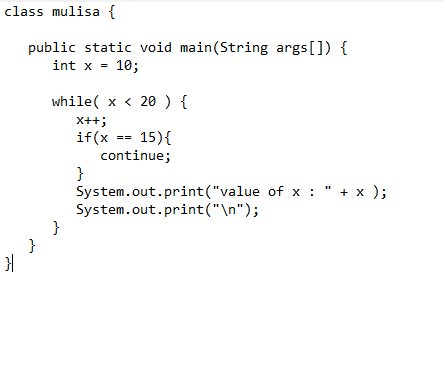 class mulisa {
public static void main(String args[]) {
int x = 10;
while( x < 20 ) {
x++;
if(x == 15){
continue;
}
System.out.print("value of x : " + x );
System.out.print("\n");
}
}
}